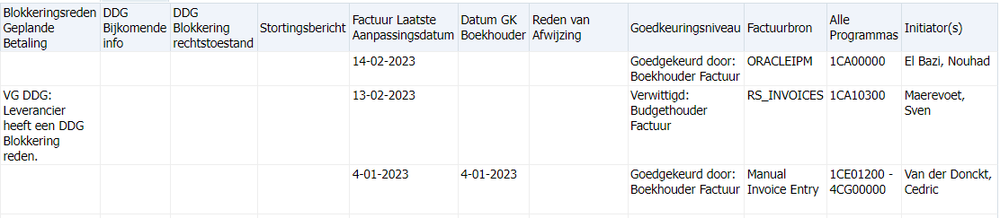 Blokkeringsreden
Geplande
Betaling
DDG
Bijkomende
info
DDG
Blokkering
rechtstoestand
Stortingsbericht
Factuur Laatste
Aanpassingsdatum
Datum GK
Boekhouder
Reden van
Afwijzing
Goedkeuringsniveau
Factuurbron
Alle
Programmas
Initiator(s)
14-02-2023
Goedgekeurd door:
Boekhouder Factuur
ORACLEIPM
1CA00000
El Bazi, Nouhad
VG DDG:
Leverancier
heeft een DDG
Blokkering
reden.
13-02-2023
Verwittigd:
Budgethouder
Factuur
RS_INVOICES
1CA10300
Maerevoet,
Sven
4-01-2023
4-01-2023
Goedgekeurd door:
Boekhouder Factuur
Manual
Invoice Entry
1CE01200 -
4CG00000
Van der Donckt,
Cedric